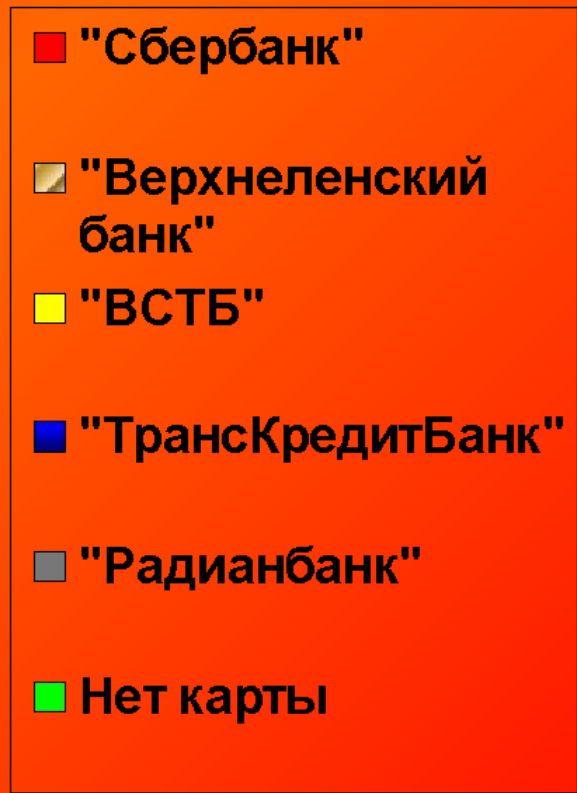 "Сбербанк"
"Верхнеленский
банк"
"ВСТБ"
"ТрансКредитБанк"
"Радианбанк"
Нет карты